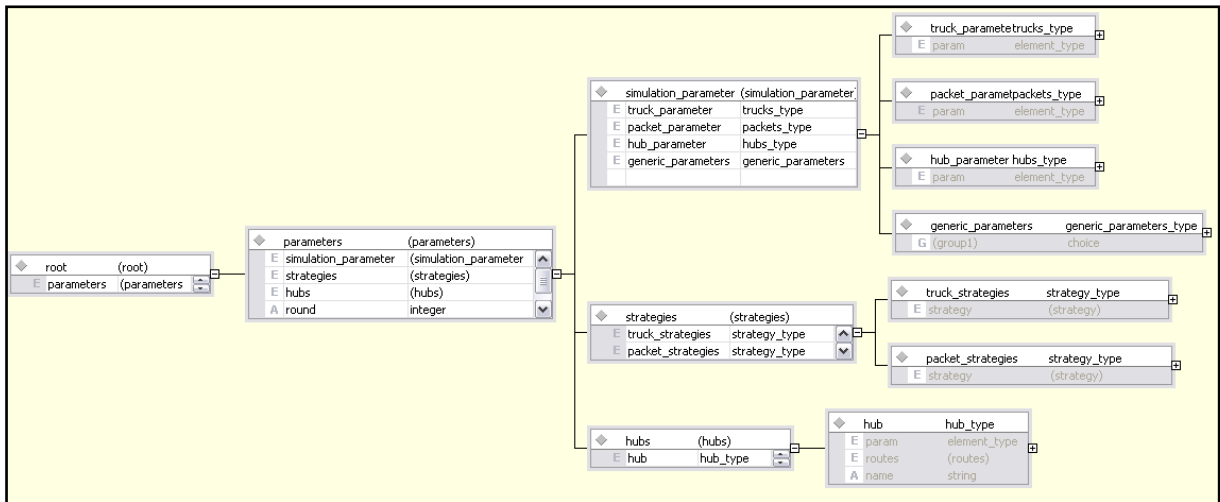 root (root)
E parameters (parameters
parameters (parameters)
E simulation_parameter (simulation_parameter
E strategies (strategies)
E hubs (hubs)
A round integer
simulation_parameter (simulation_parameter)
E truck_parameter trucks_type
E packet_parameter packets_type
E hub_parameter hubs_type
E generic_parameters generic_parameters
strategies (strategies)
E truck_strategies strategy_type
E packet_strategies strategy_type
hubs (hubs)
E hub hub_type
truck_parametetrucks_type
E param element_type
packet_parametpackets_type
E param element_type
hub_parameter hubs_type
E param element_type
generic_parameters generic_parameters_type
G (group1) choice
truck_strategies strategy_type
E strategy (strategy)
packet_strategies strategy_type
E strategy (strategy)
hub hub_type
E param element_type
E routes (routes)
A name string